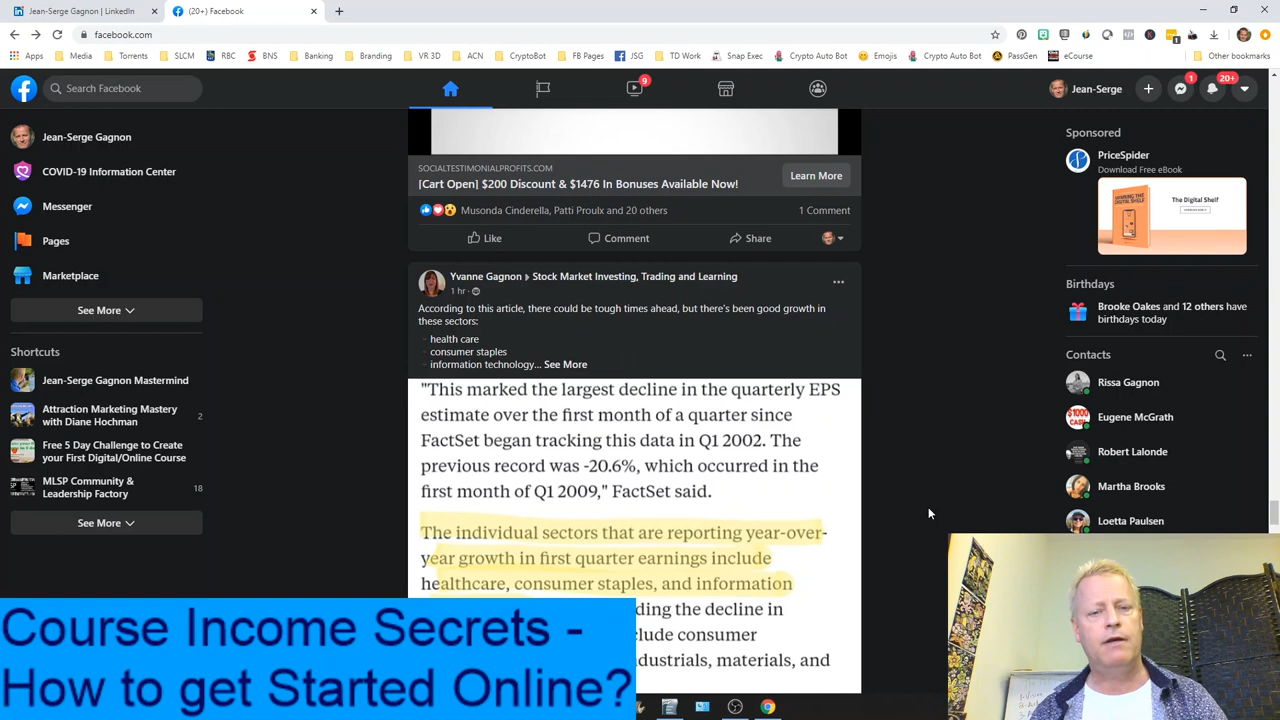 Jean-Serge Gagnon | LinkedIn
(20+) Facebook
facebook.com
Apps
Media
Torrents
SLCM
RBC
BNS
Banking
Branding
VR 3D
ACN
CryptoBot
FB Pages
JSG
TD Work
Snap Exec
Crypto Auto Bot
Emojis
Crypto Auto Bot
PassGen
eCourse
Other bookmarks
Search Facebook
9
Jean-Serge
1
20+
Jean-Serge Gagnon
COVID-19 Information Center
Messenger
Pages
Marketplace
See More
Shortcuts
Jean-Serge Gagnon Mastermind
Attraction Marketing Mastery
with Diane Hochman
2
Free 5 Day Challenge to Create
your First Digital/Online Course
MLSP Community &
Leadership Factory
18
See More
SOCIALTESTIMONIALPROFITS.COM
[Cart Open] $200 Discount & $1476 In Bonuses Available Now!
Learn More
Musonda Cinderella, Patti Proulx and 20 others
1 Comment
Like
Comment
Share
Yvanne Gagnon
Stock Market Investing, Trading and Learning
1 hr ·
According to this article, there could be tough times ahead, but there's been good growth in
these sectors:
- health care
- consumer staples
- information technology... See More
"This marked the largest decline in the quarterly EPS
estimate over the first month of a quarter since
FactSet began tracking this data in Q1 2002. The
previous record was -20.6%, which occurred in the
first month of Q1 2009," FactSet said.
The individual sectors that are reporting year-over-
year growth in first quarter earnings include
healthcare, consumer staples, and information
ding the decline in
clude consumer
dustrials, materials, and
Sponsored
PriceSpider
Download Free eBook
WINNING THE
DIGITAL SHELF
The Digital Shelf
Birthdays
Brooke Oakes and 12 others have
birthdays today
Contacts
Rissa Gagnon
$1000
CASH
Eugene McGrath
Robert Lalonde
Martha Brooks
Loetta Paulsen
Course Income Secrets -
How to get Started Online?